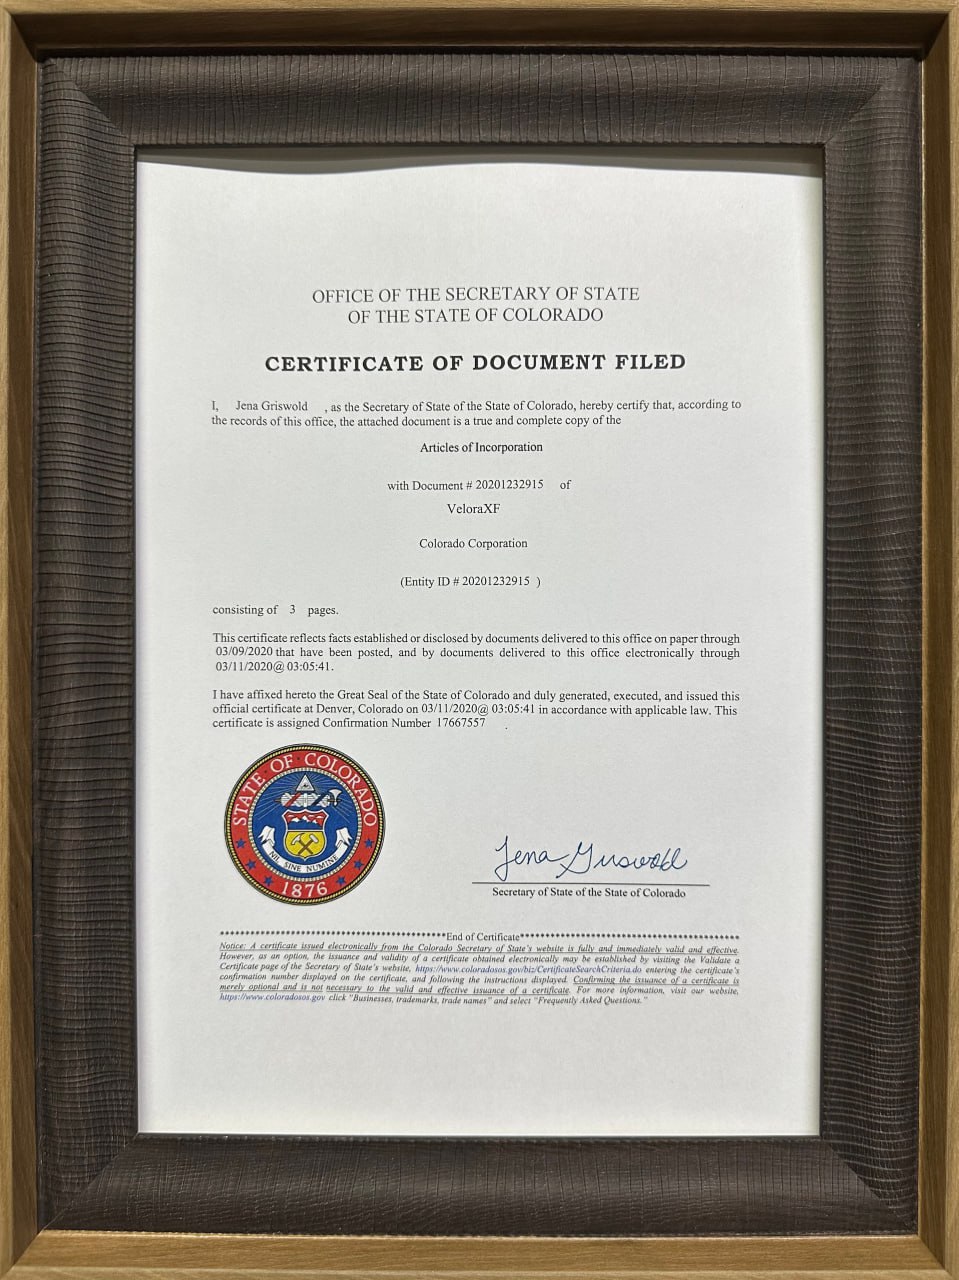 OFFICE OF THE SECRETARY OF STATE
OF THE STATE OF COLORADO
CERTIFICATE OF DOCUMENT FILED
I, Jena Griswold , as the Secretary of State of the State of Colorado, hereby certify that, according to
the records of this office, the attached document is a true and complete copy of the
Articles of Incorporation
with Document # 20201232915 of
VeloraXF
Colorado Corporation
(Entity ID # 20201232915 )
consisting of 3 pages.
This certificate reflects facts established or disclosed by documents delivered to this office on paper through
03/09/2020 that have been posted, and by documents delivered to this office electronically through
03/11/2020@ 03:05:41.
I have affixed hereto the Great Seal of the State of Colorado and duly generated, executed, and issued this
official certificate at Denver, Colorado on 03/11/2020@ 03:05:41 in accordance with applicable law. This
certificate is assigned Confirmation Number 17667557 .
STATE OF COLORADO
NIL SINE NUMINE
1876
Jena Griswold
Secretary of State of the State of Colorado
*********************************************End of Certificate*******************************************
Notice: A certificate issued electronically from the Colorado Secretary of State's website is fully and immediately valid and effective.
However, as an option, the issuance and validity of a certificate obtained electronically may be established by visiting the Validate a
Certificate page of the Secretary of State's website, https://www.coloradosos.gov/biz/CertificateSearchCriteria.do entering the certificate's
confirmation number displayed on the certificate, and following the instructions displayed. Confirming the issuance of a certificate is
merely optional and is not necessary to the valid and effective issuance of a certificate. For more information, visit our website,
https://www.coloradosos.gov click "Businesses, trademarks, trade names" and select "Frequently Asked Questions."